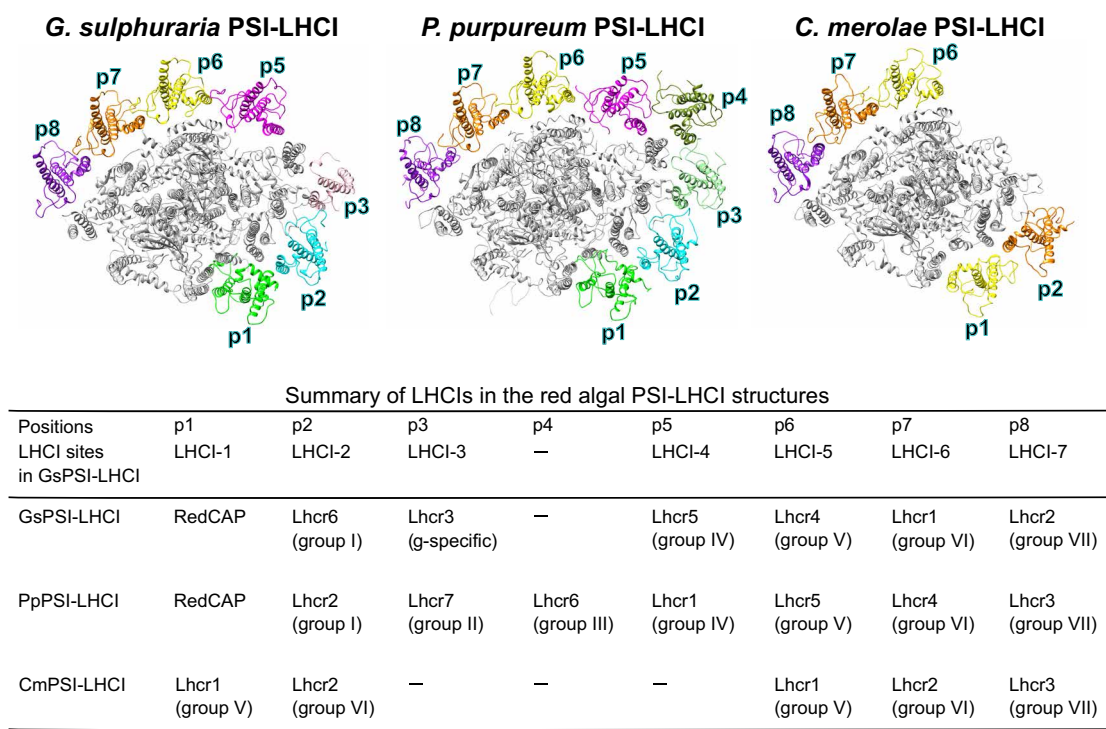 G. sulphuraria PSI-LHCI
P. purpureum PSI-LHCI
C. merolae PSI-LHCI
p8
p7
p6
p5
p3
p2
p1
p8
p7
p6
p5
p4
p3
p2
p1
p8
p7
p6
p2
p1
Summary of LHCIs in the red algal PSI-LHCI structures
Positions p1 p2 p3 p4 p5 p6 p7 p8
LHCI sites LHCI-1 LHCI-2 LHCI-3 – LHCI-4 LHCI-5 LHCI-6 LHCI-7
in GsPSI-LHCI
GsPSI-LHCI RedCAP Lhcr6 Lhcr3 – Lhcr5 Lhcr4 Lhcr1 Lhcr2
(group I) (g-specific) (group IV) (group V) (group VI) (group VII)
PpPSI-LHCI RedCAP Lhcr2 Lhcr7 Lhcr6 Lhcr1 Lhcr5 Lhcr4 Lhcr3
(group I) (group II) (group III) (group IV) (group V) (group VI) (group VII)
CmPSI-LHCI Lhcr1 Lhcr2 – – – Lhcr1 Lhcr2 Lhcr3
(group V) (group VI) (group V) (group VI) (group VII)